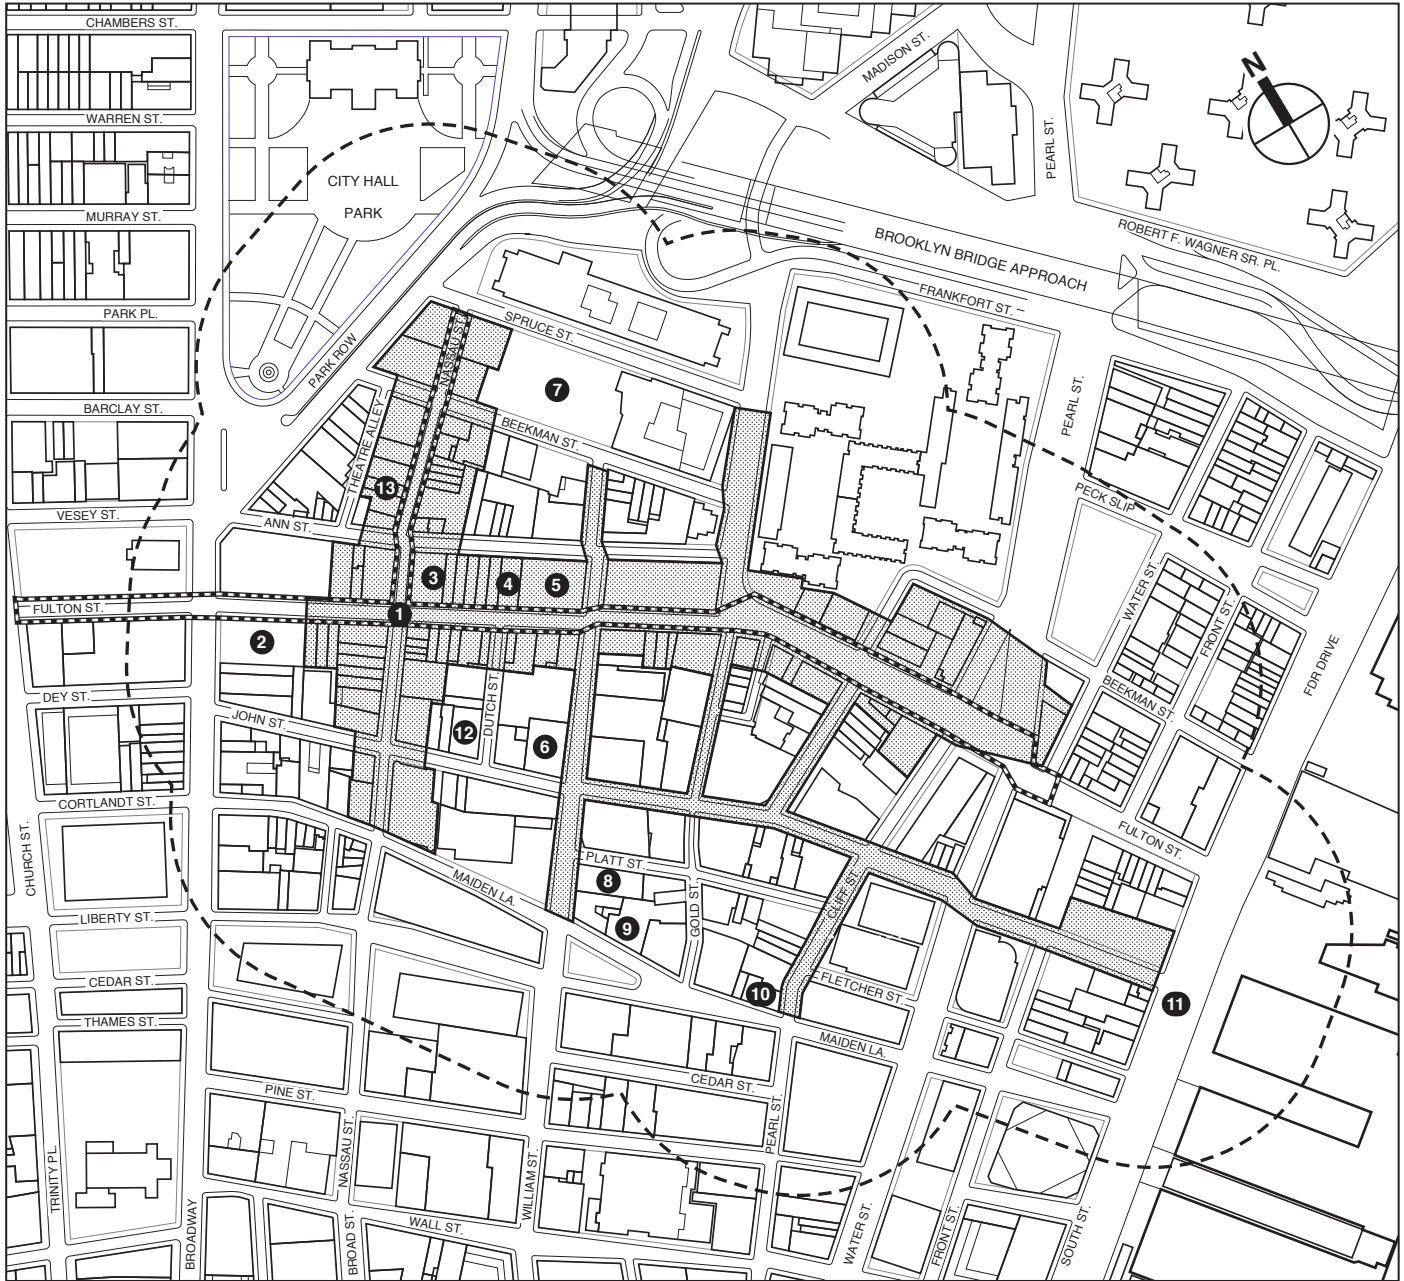 CHAMBERS ST.
MADISON ST.
N
WARREN ST.
PEARL ST.
CITY HALL
PARK
MURRAY ST.
ROBERT F. WAGNER SR. PL.
BROOKLYN BRIDGE APPROACH
FRANKFORT ST.
PARK PL.
SPRUCE ST.
NASSAU ST.
PARK ROW
7
BARCLAY ST.
PEARL ST.
THEATRE ALLEY
BEEKMAN ST.
13
PECK SLIP
VESEY ST.
ANN ST.
3
4
5
WATER ST.
FULTON ST.
1
FRONT ST.
2
FDR DRIVE
DEY ST.
DUTCH ST.
BEEKMAN ST.
JOHN ST.
12
6
CORTLANDT ST.
FULTON ST.
CHURCH ST.
PLATT ST.
MAIDEN LA.
8
CLIFF ST.
GOLD ST.
LIBERTY ST.
9
CEDAR ST.
10
FLETCHER ST.
11
THAMES ST.
MAIDEN LA.
CEDAR ST.
PINE ST.
PEARL ST.
NASSAU ST.
TRINITY PL.
WILLIAM ST.
WALL ST.
BROADWAY
BROAD ST.
WATER ST.
FRONT ST.
SOUTH ST.